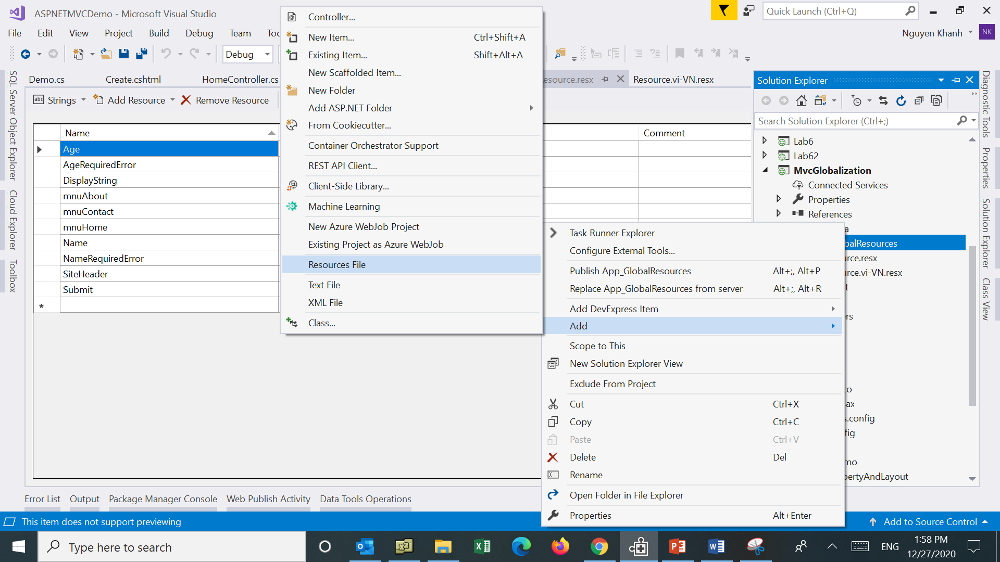 ASPNETMVCDemo - Microsoft Visual Studio
Quick Launch (Ctrl+Q)
File Edit View Project Build Debug Team
Nguyen Khanh NK
Debug
Demo.cs Create.cshtml HomeController.cs
esource.resx Resource.vi-VN.resx
abc Strings Add Resource Remove Resource
Name
Comment
Age
AgeRequiredError
DisplayString
mnuAbout
mnuContact
mnuHome
Name
NameRequiredError
SiteHeader
Submit
*
SQL Server Object Explorer
Cloud Explorer
Toolbox
Controller...
New Item... Ctrl+Shift+A
Existing Item... Shift+Alt+A
New Scaffolded Item...
New Folder
Add ASP.NET Folder
From Cookiecutter...
Container Orchestrator Support
REST API Client...
Client-Side Library...
Machine Learning
New Azure WebJob Project
Existing Project as Azure WebJob
Resources File
Text File
XML File
Class...
Task Runner Explorer
Configure External Tools...
Publish App_GlobalResources Alt+;, Alt+P
Replace App_GlobalResources from server Alt+;, Alt+R
Add DevExpress Item
Add
Scope to This
New Solution Explorer View
Exclude From Project
Cut Ctrl+X
Copy Ctrl+C
Paste Ctrl+V
Delete Del
Rename
Open Folder in File Explorer
Properties Alt+Enter
Solution Explorer
Search Solution Explorer (Ctrl+;)
Lab6
Lab62
MvcGlobalization
Connected Services
Properties
References
a
balResources
urce.resx
urce.vi-VN.resx
t
ers
co
sax
s.config
fig
mo
pertyAndLayout
Diagnostic Tools
Properties
Solution Explorer
Class View
Error List Output Package Manager Console Web Publish Activity Data Tools Operations
This item does not support previewing
Add to Source Control
Type here to search
ENG
1:58 PM
12/27/2020